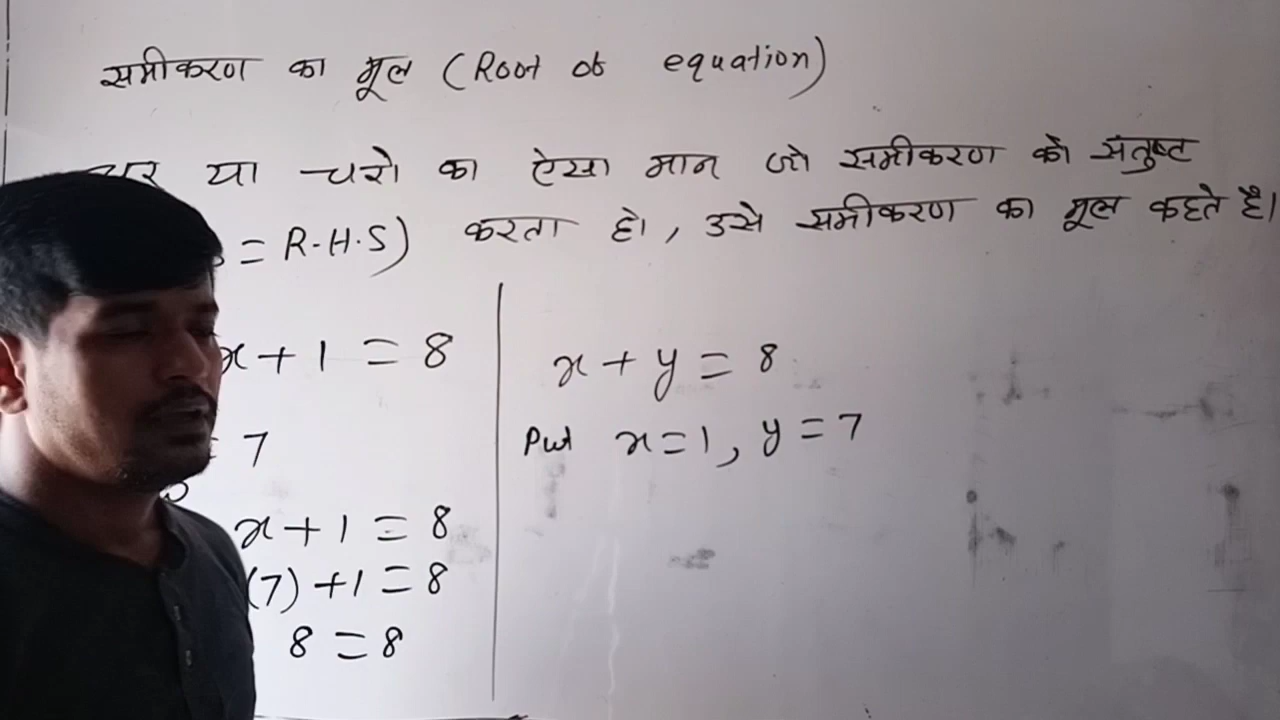 समीकरण का मूल (Root of equation)
चर या चरो का ऐसा मान जो समीकरण को संतुष्ट
= R.H.S) करता हो, उसे समीकरण का मूल कहते है।
x + 1 = 8
7
x + 1 = 8
(7) + 1 = 8
8 = 8
x + y = 8
Put x = 1, y = 7